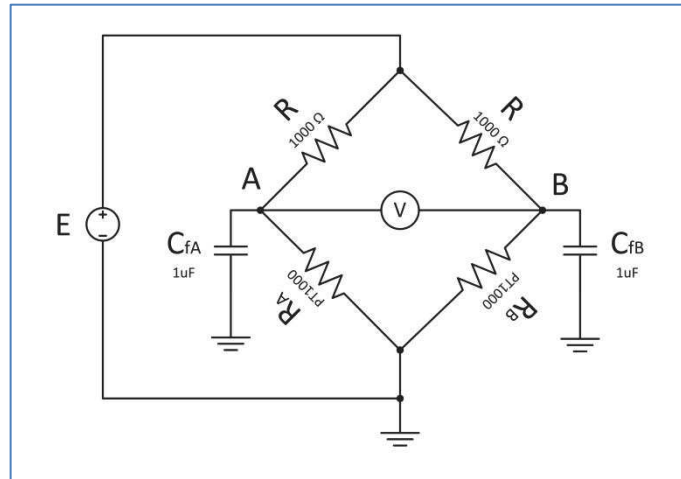 R
1000 Ω
R
1000 Ω
A
B
V
E
+
−
CfA
1uF
PT1000
RA
PT1000
RB
CfB
1uF